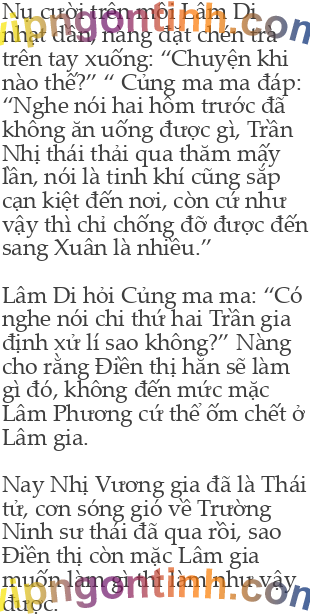 Nụ cười trên môi Lâm Di
nhạt dần, nàng đặt chén trà
trên tay xuống: “Chuyện khi
nào thế?” “ Củng ma ma đáp:
“Nghe nói hai hôm trước đã
không ăn uống được gì, Trần
Nhị thái thải qua thăm mấy
lần, nói là tinh khí cũng sắp
cạn kiệt đến nơi, còn cứ như
vậy thì chỉ chống đỡ được đến
sang Xuân là nhiều.”

Lâm Di hỏi Củng ma ma: “Có
nghe nói chi thứ hai Trần gia
định xử lí sao không?” Nàng
cho rằng Điền thị hẳn sẽ làm
gì đó, không đến mức mặc
Lâm Phương cứ thể ốm chết ở
Lâm gia.

Nay Nhị Vương gia đã là Thái
tử, cơn sóng gió về Trường
Ninh sư thái đã qua rồi, sao
Điền thị còn mặc Lâm gia
muốn làm gì thì làm như vậy
được.
vipngontinh.com
vipngontinh.com